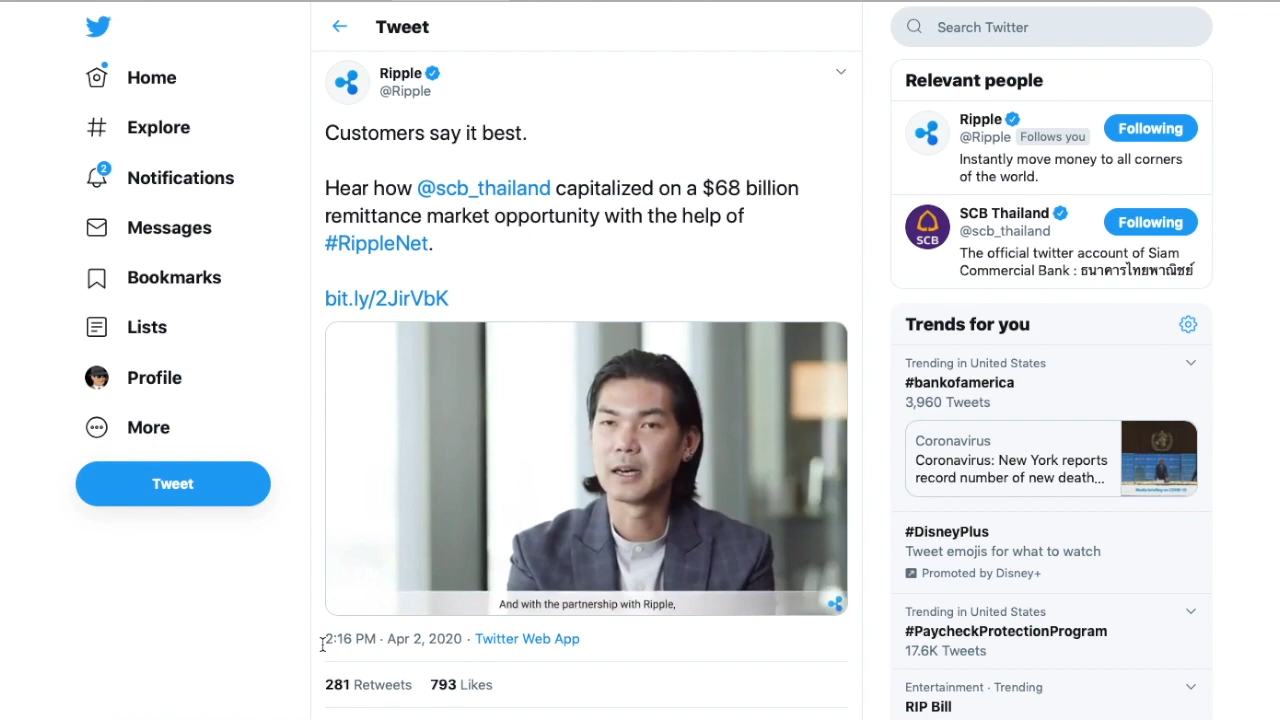 Home
Explore
2
Notifications
Messages
Bookmarks
Lists
Profile
More
Tweet
Tweet
Ripple
@Ripple
Customers say it best.
Hear how @scb_thailand capitalized on a $68 billion
remittance market opportunity with the help of
#RippleNet.
bit.ly/2JirVbK
And with the partnership with Ripple,
2:16 PM · Apr 2, 2020 · Twitter Web App
281 Retweets 793 Likes
Search Twitter
Relevant people
Ripple
@Ripple Follows you
Following
Instantly move money to all corners
of the world.
SCB
SCB Thailand
@scb_thailand
Following
The official twitter account of Siam
Commercial Bank : ธนาคารไทยพาณิชย์
Trends for you
Trending in United States
#bankofamerica
3,960 Tweets
Coronavirus
Coronavirus: New York reports
record number of new death...
#DisneyPlus
Tweet emojis for what to watch
Promoted by Disney+
Trending in United States
#PaycheckProtectionProgram
17.6K Tweets
Entertainment · Trending
RIP Bill